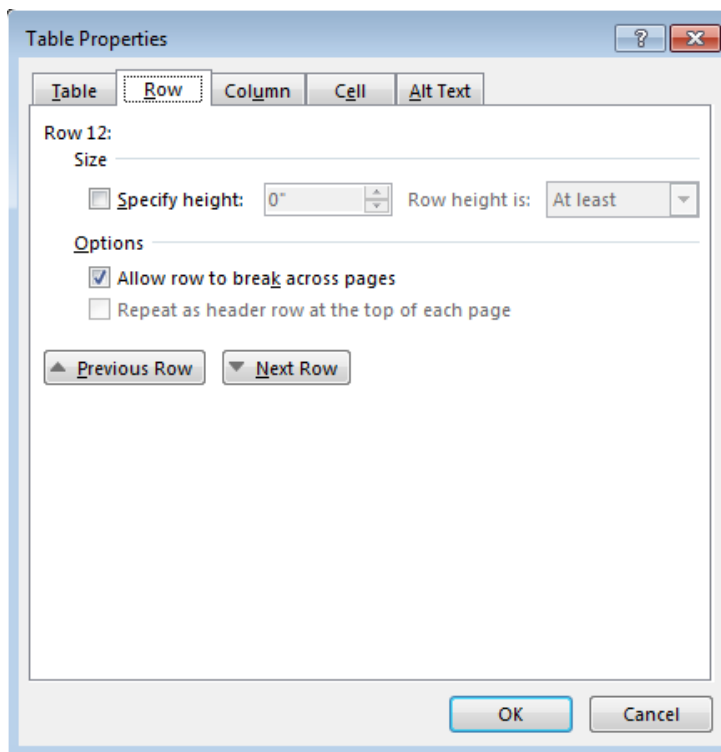 Table Properties
?
Table Row Column Cell Alt Text
Row 12:
Size
Specify height: 0" Row height is: At least
Options
Allow row to break across pages
Repeat as header row at the top of each page
Previous Row Next Row
OK Cancel